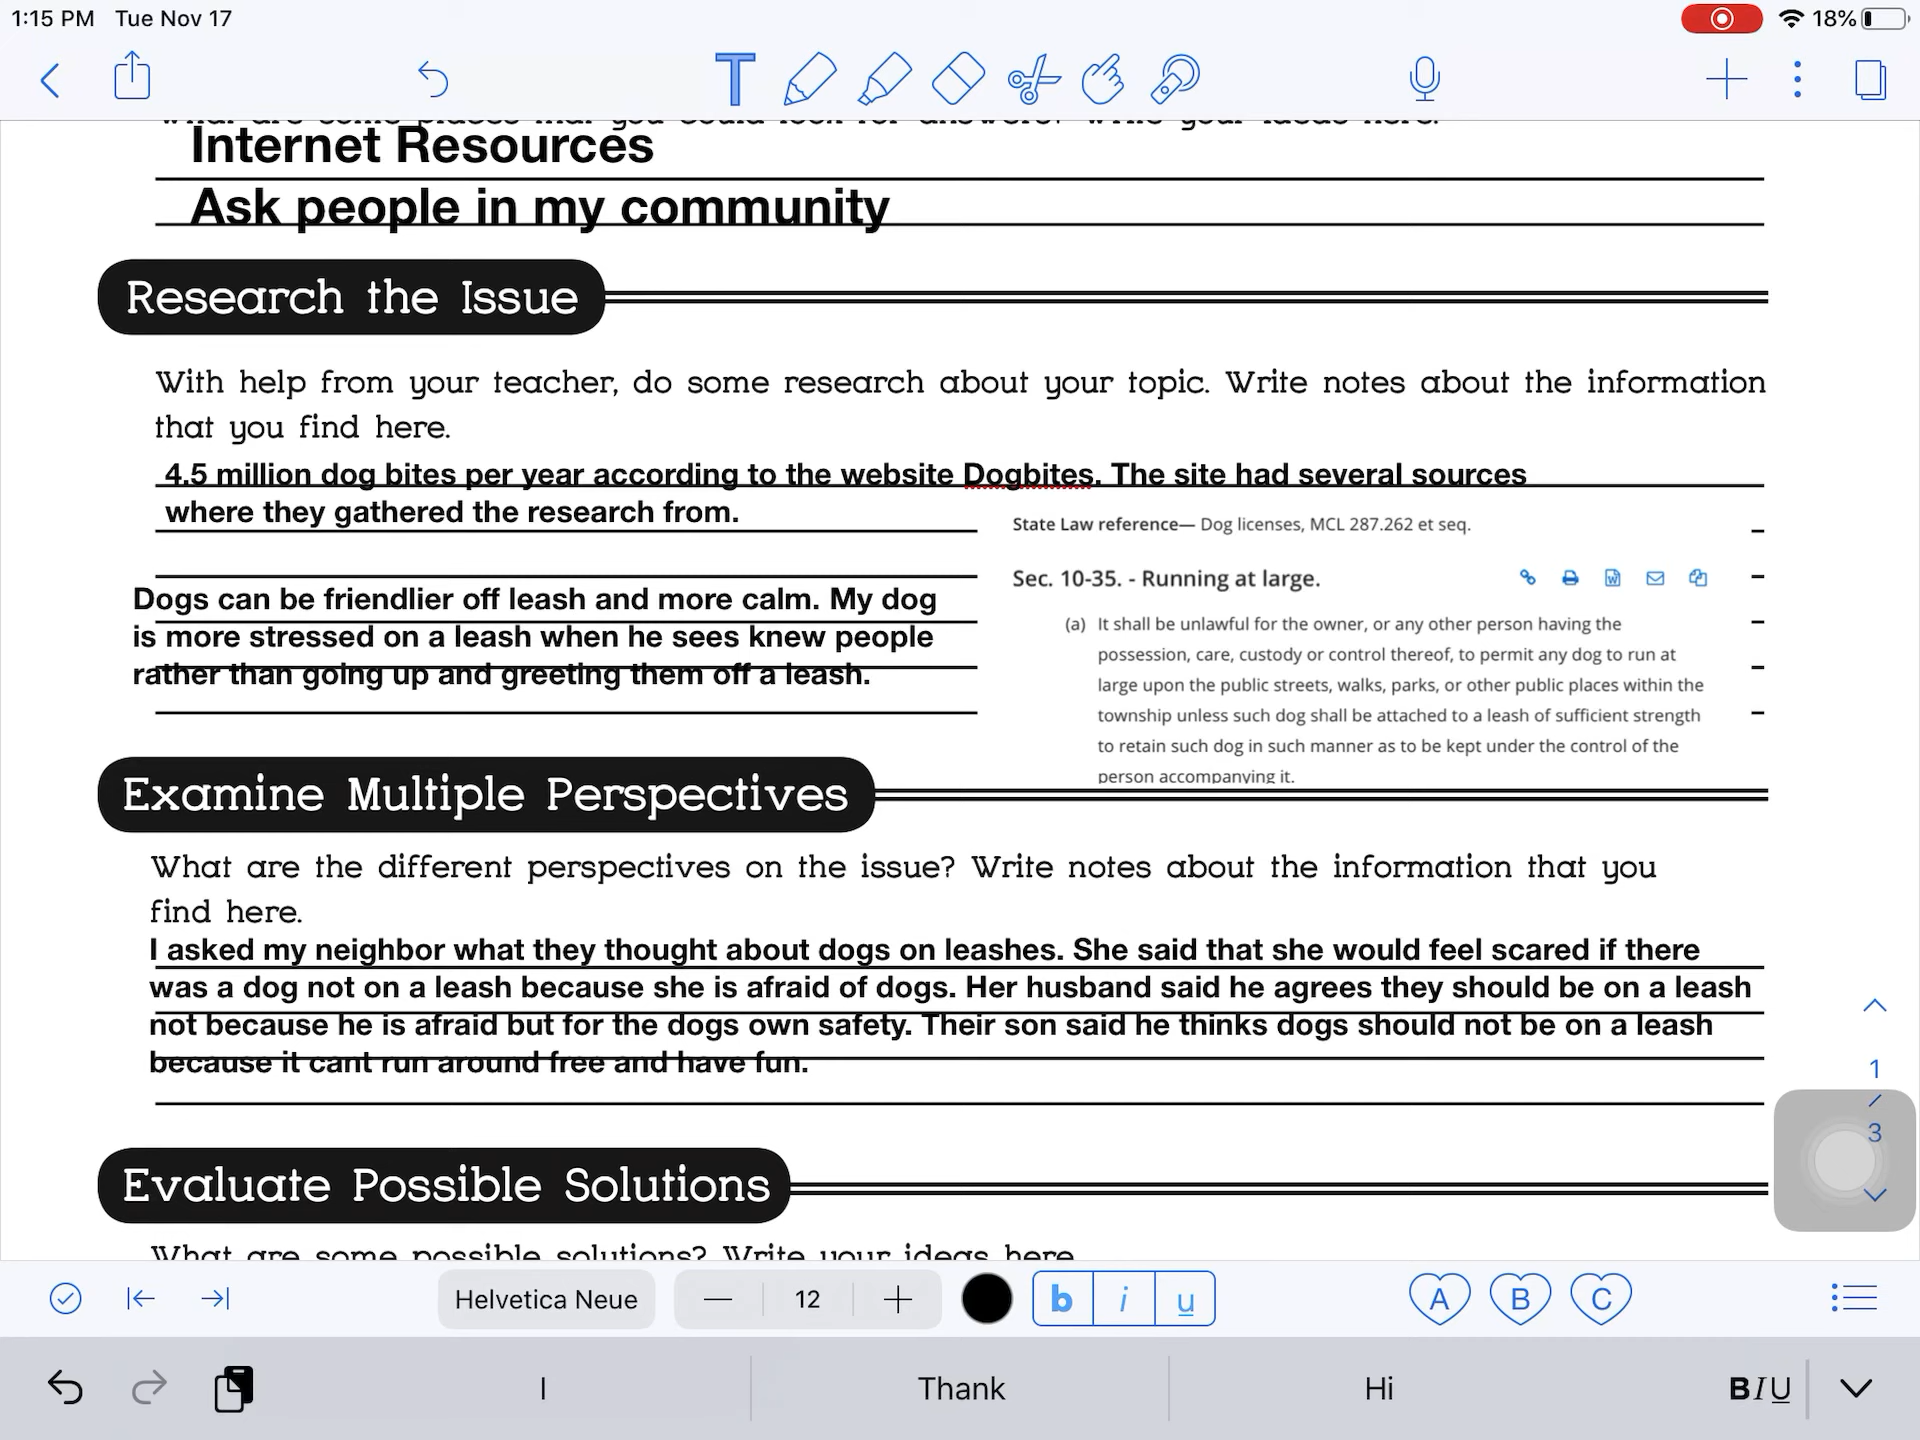 1:15 PM Tue Nov 17
18%
Internet Resources
Ask people in my community
Research the Issue
With help from your teacher, do some research about your topic. Write notes about the information
that you find here.
4.5 million dog bites per year according to the website Dogbites. The site had several sources
where they gathered the research from.
State Law reference— Dog licenses, MCL 287.262 et seq.
Sec. 10-35. - Running at large.
(a) It shall be unlawful for the owner, or any other person having the
possession, care, custody or control thereof, to permit any dog to run at
large upon the public streets, walks, parks, or other public places within the
township unless such dog shall be attached to a leash of sufficient strength
to retain such dog in such manner as to be kept under the control of the
person accompanying it.
Dogs can be friendlier off leash and more calm. My dog
is more stressed on a leash when he sees knew people
rather than going up and greeting them off a leash.
Examine Multiple Perspectives
What are the different perspectives on the issue? Write notes about the information that you
find here.
I asked my neighbor what they thought about dogs on leashes. She said that she would feel scared if there
was a dog not on a leash because she is afraid of dogs. Her husband said he agrees they should be on a leash
not because he is afraid but for the dogs own safety. Their son said he thinks dogs should not be on a leash
because it cant run around free and have fun.
1
/
3
Evaluate Possible Solutions
What are some possible solutions? Write your ideas here.
Helvetica Neue — 12 + b i u A B C
I Thank Hi BIU